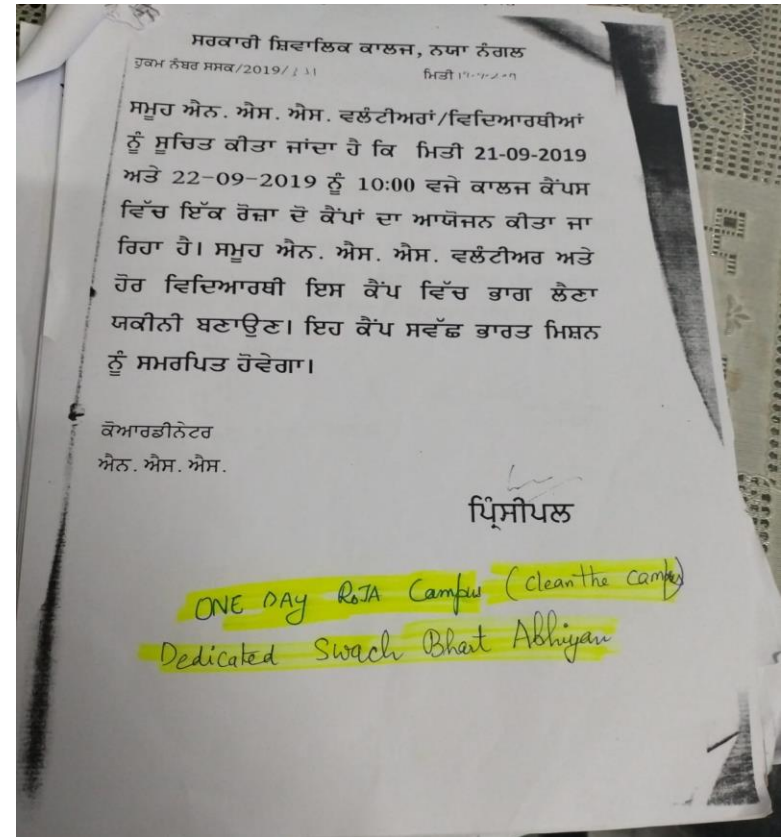 ਸਰਕਾਰੀ ਸ਼ਿਵਾਲਿਕ ਕਾਲਜ, ਨਯਾ ਨੰਗਲ
ਹੁਕਮ ਨੰਬਰ ਸਸਕ/2019/ ਮਿਤੀ
ਸਮੂਹ ਐਨ. ਐਸ. ਐਸ. ਵਲੰਟੀਅਰਾਂ/ਵਿਦਿਆਰਥੀਆਂ
ਨੂੰ ਸੂਚਿਤ ਕੀਤਾ ਜਾਂਦਾ ਹੈ ਕਿ ਮਿਤੀ 21-09-2019
ਅਤੇ 22-09-2019 ਨੂੰ 10:00 ਵਜੇ ਕਾਲਜ ਕੈਂਪਸ
ਵਿੱਚ ਇੱਕ ਰੋਜ਼ਾ ਦੋ ਕੈਂਪਾਂ ਦਾ ਆਯੋਜਨ ਕੀਤਾ ਜਾ
ਰਿਹਾ ਹੈ। ਸਮੂਹ ਐਨ. ਐਸ. ਐਸ. ਵਲੰਟੀਅਰ ਅਤੇ
ਹੋਰ ਵਿਦਿਆਰਥੀ ਇਸ ਕੈਂਪ ਵਿੱਚ ਭਾਗ ਲੈਣਾ
ਯਕੀਨੀ ਬਣਾਉਣ। ਇਹ ਕੈਂਪ ਸਵੱਛ ਭਾਰਤ ਮਿਸ਼ਨ
ਨੂੰ ਸਮਰਪਿਤ ਹੋਵੇਗਾ।
ਕੋਆਰਡੀਨੇਟਰ
ਐਨ. ਐਸ. ਐਸ.
ਪ੍ਰਿੰਸੀਪਲ
ONE DAY ROJA Campus (clean the campus)
Dedicated Swach Bhart Abhiyan